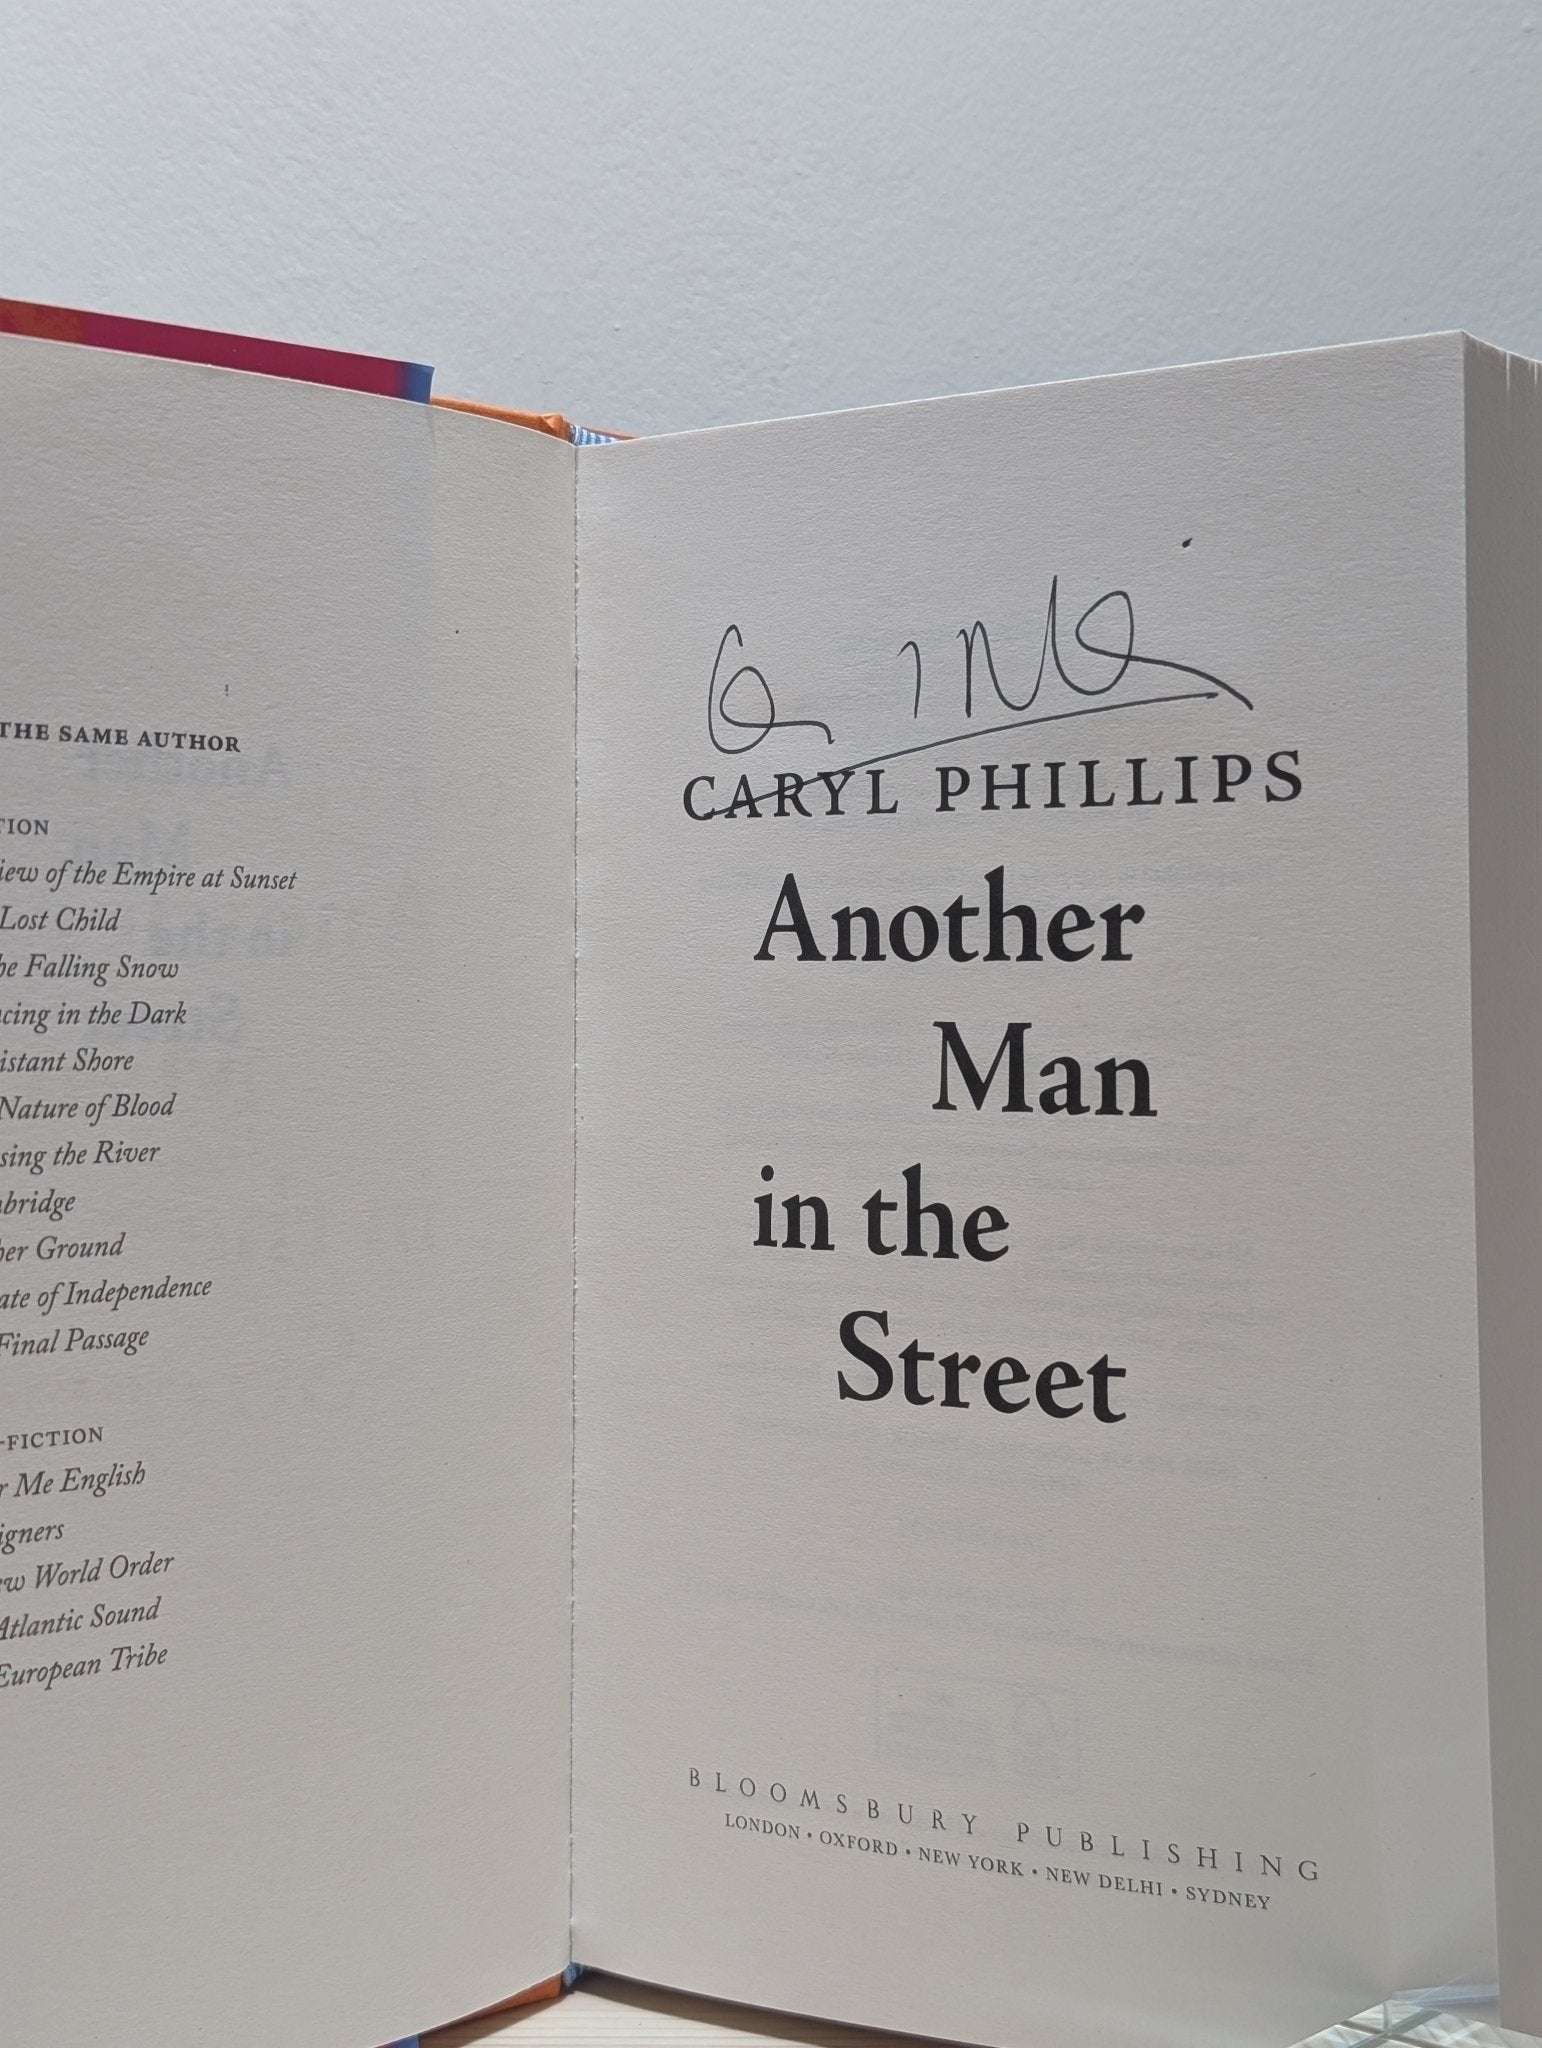 THE SAME AUTHOR
TION
iew of the Empire at Sunset
Lost Child
he Falling Snow
cing in the Dark
istant Shore
Nature of Blood
sing the River
bridge
her Ground
ate of Independence
Final Passage
-FICTION
r Me English
igners
ew World Order
Atlantic Sound
European Tribe
CARYL PHILLIPS
Another
Man
in the
Street
BLOOMSBURY PUBLISHING
LONDON • OXFORD • NEW YORK • NEW DELHI • SYDNEY